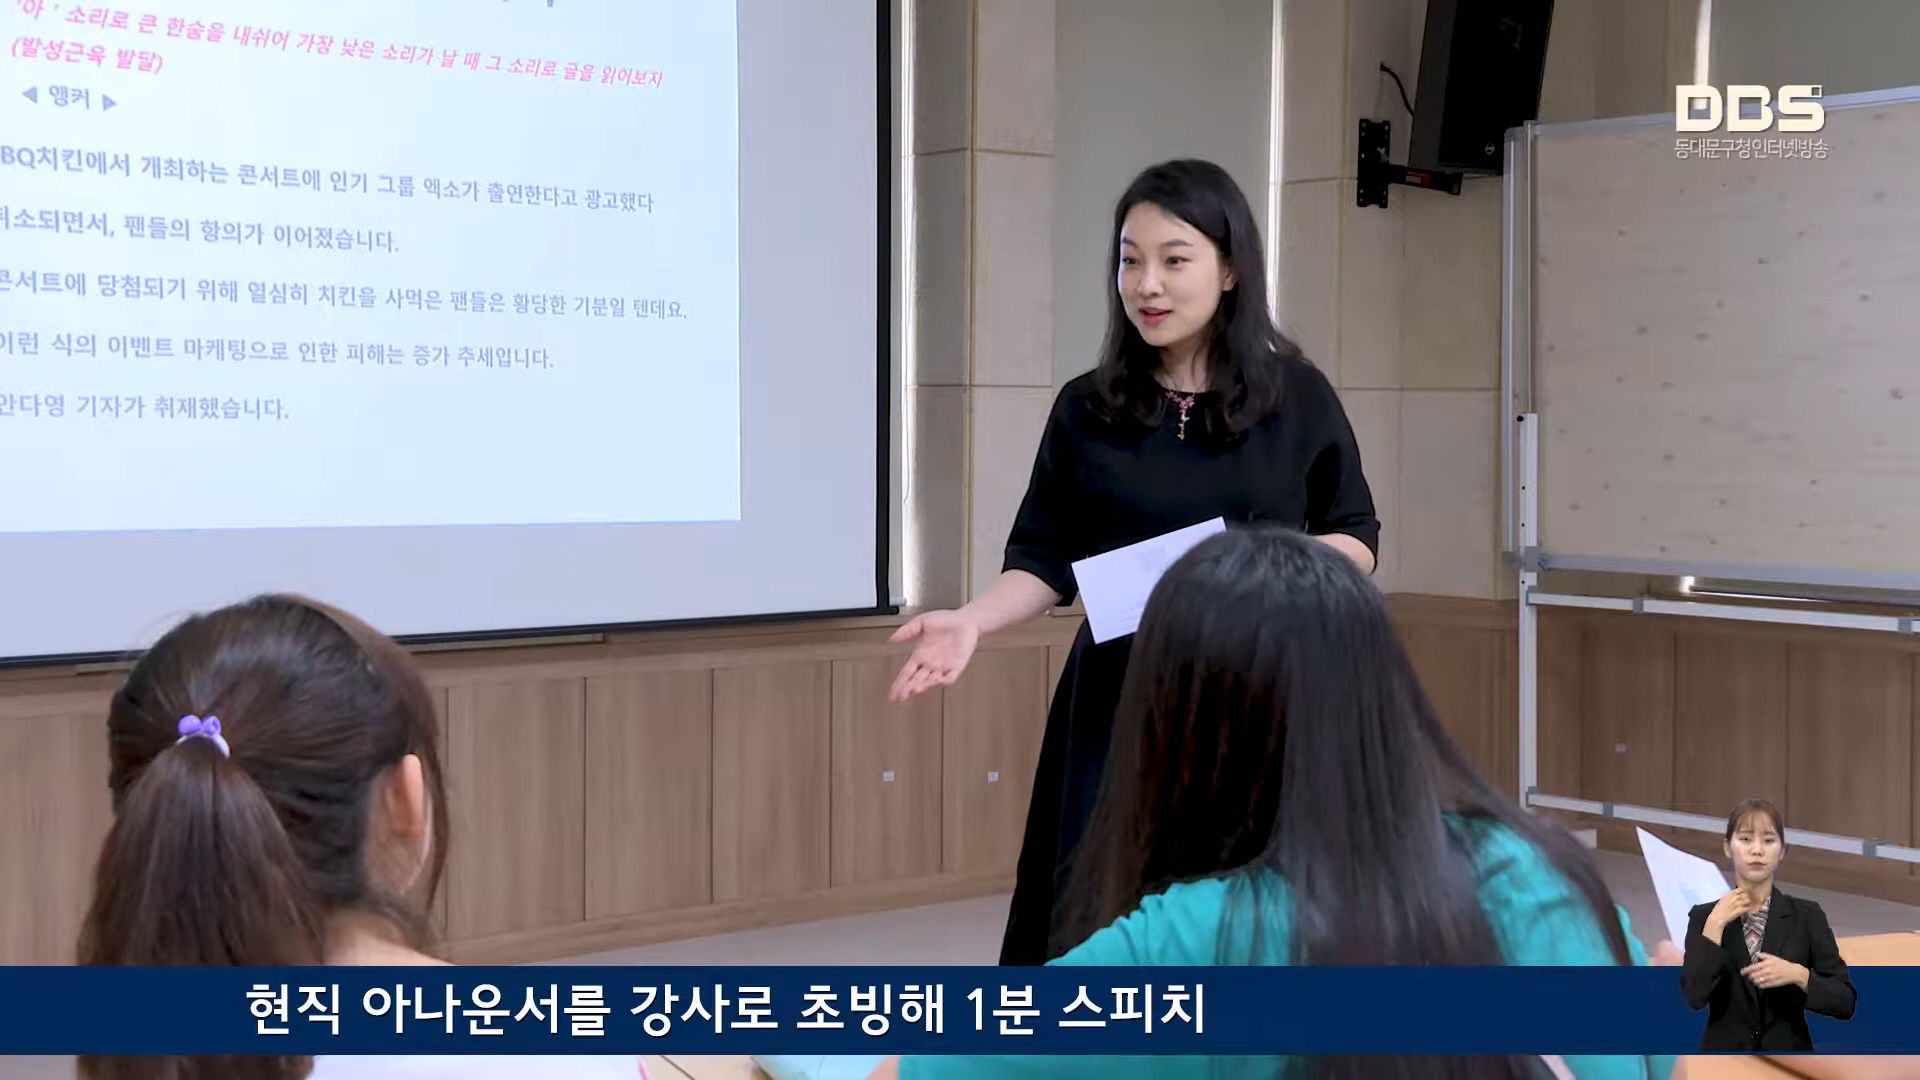 '아' 소리로 큰 한숨을 내쉬어 가장 낮은 소리가 날 때 그 소리로 글을 읽어보자
(발성근육 발달)
◀ 앵커 ▶
BQ치킨에서 개최하는 콘서트에 인기 그룹 엑소가 출연한다고 광고했다
취소되면서, 팬들의 항의가 이어졌습니다.
콘서트에 당첨되기 위해 열심히 치킨을 사먹은 팬들은 황당한 기분일 텐데요.
이런 식의 이벤트 마케팅으로 인한 피해는 증가 추세입니다.
안다영 기자가 취재했습니다.
DBS
동대문구청인터넷방송
현직 아나운서를 강사로 초빙해 1분 스피치